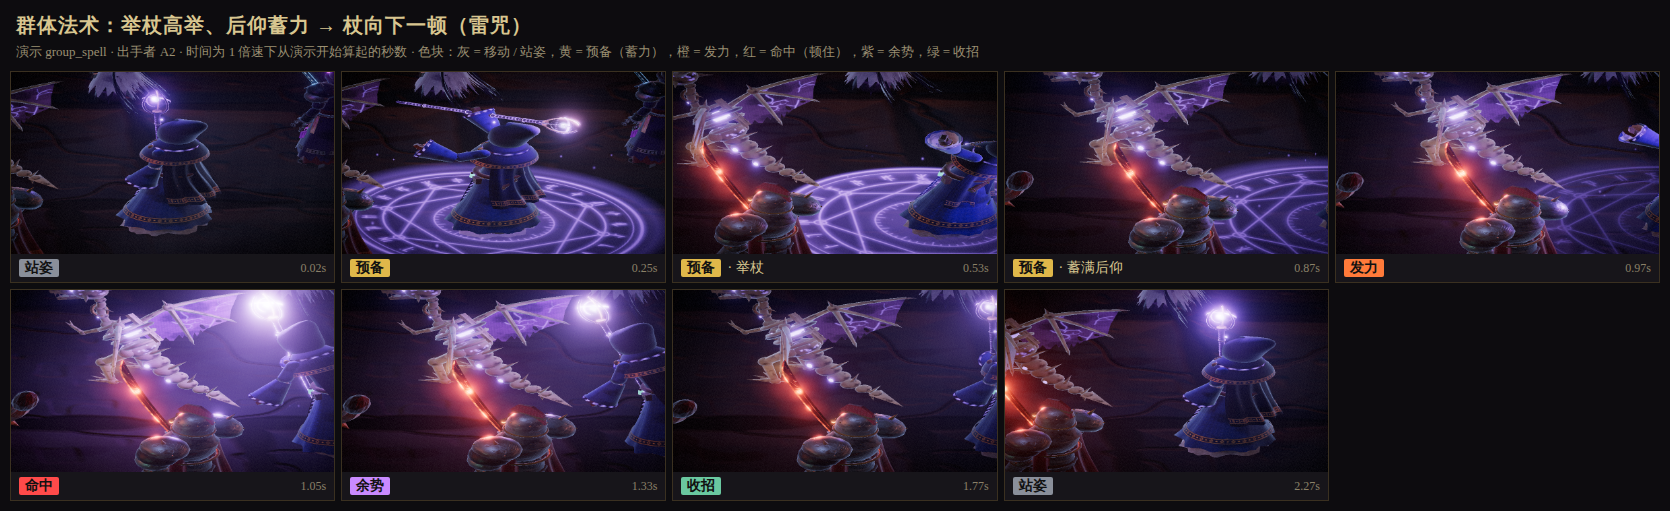 群体法术：举杖高举、后仰蓄力 → 杖向下一顿（雷咒）
演示 group_spell · 出手者 A2 · 时间为 1 倍速下从演示开始算起的秒数 · 色块：灰 = 移动 / 站姿，黄 = 预备（蓄力），橙 = 发力，红 = 命中（顿住），紫 = 余势，绿 = 收招
站姿 0.02s
预备 0.25s
预备 · 举杖 0.53s
预备 · 蓄满后仰 0.87s
发力 0.97s
命中 1.05s
余势 1.33s
收招 1.77s
站姿 2.27s